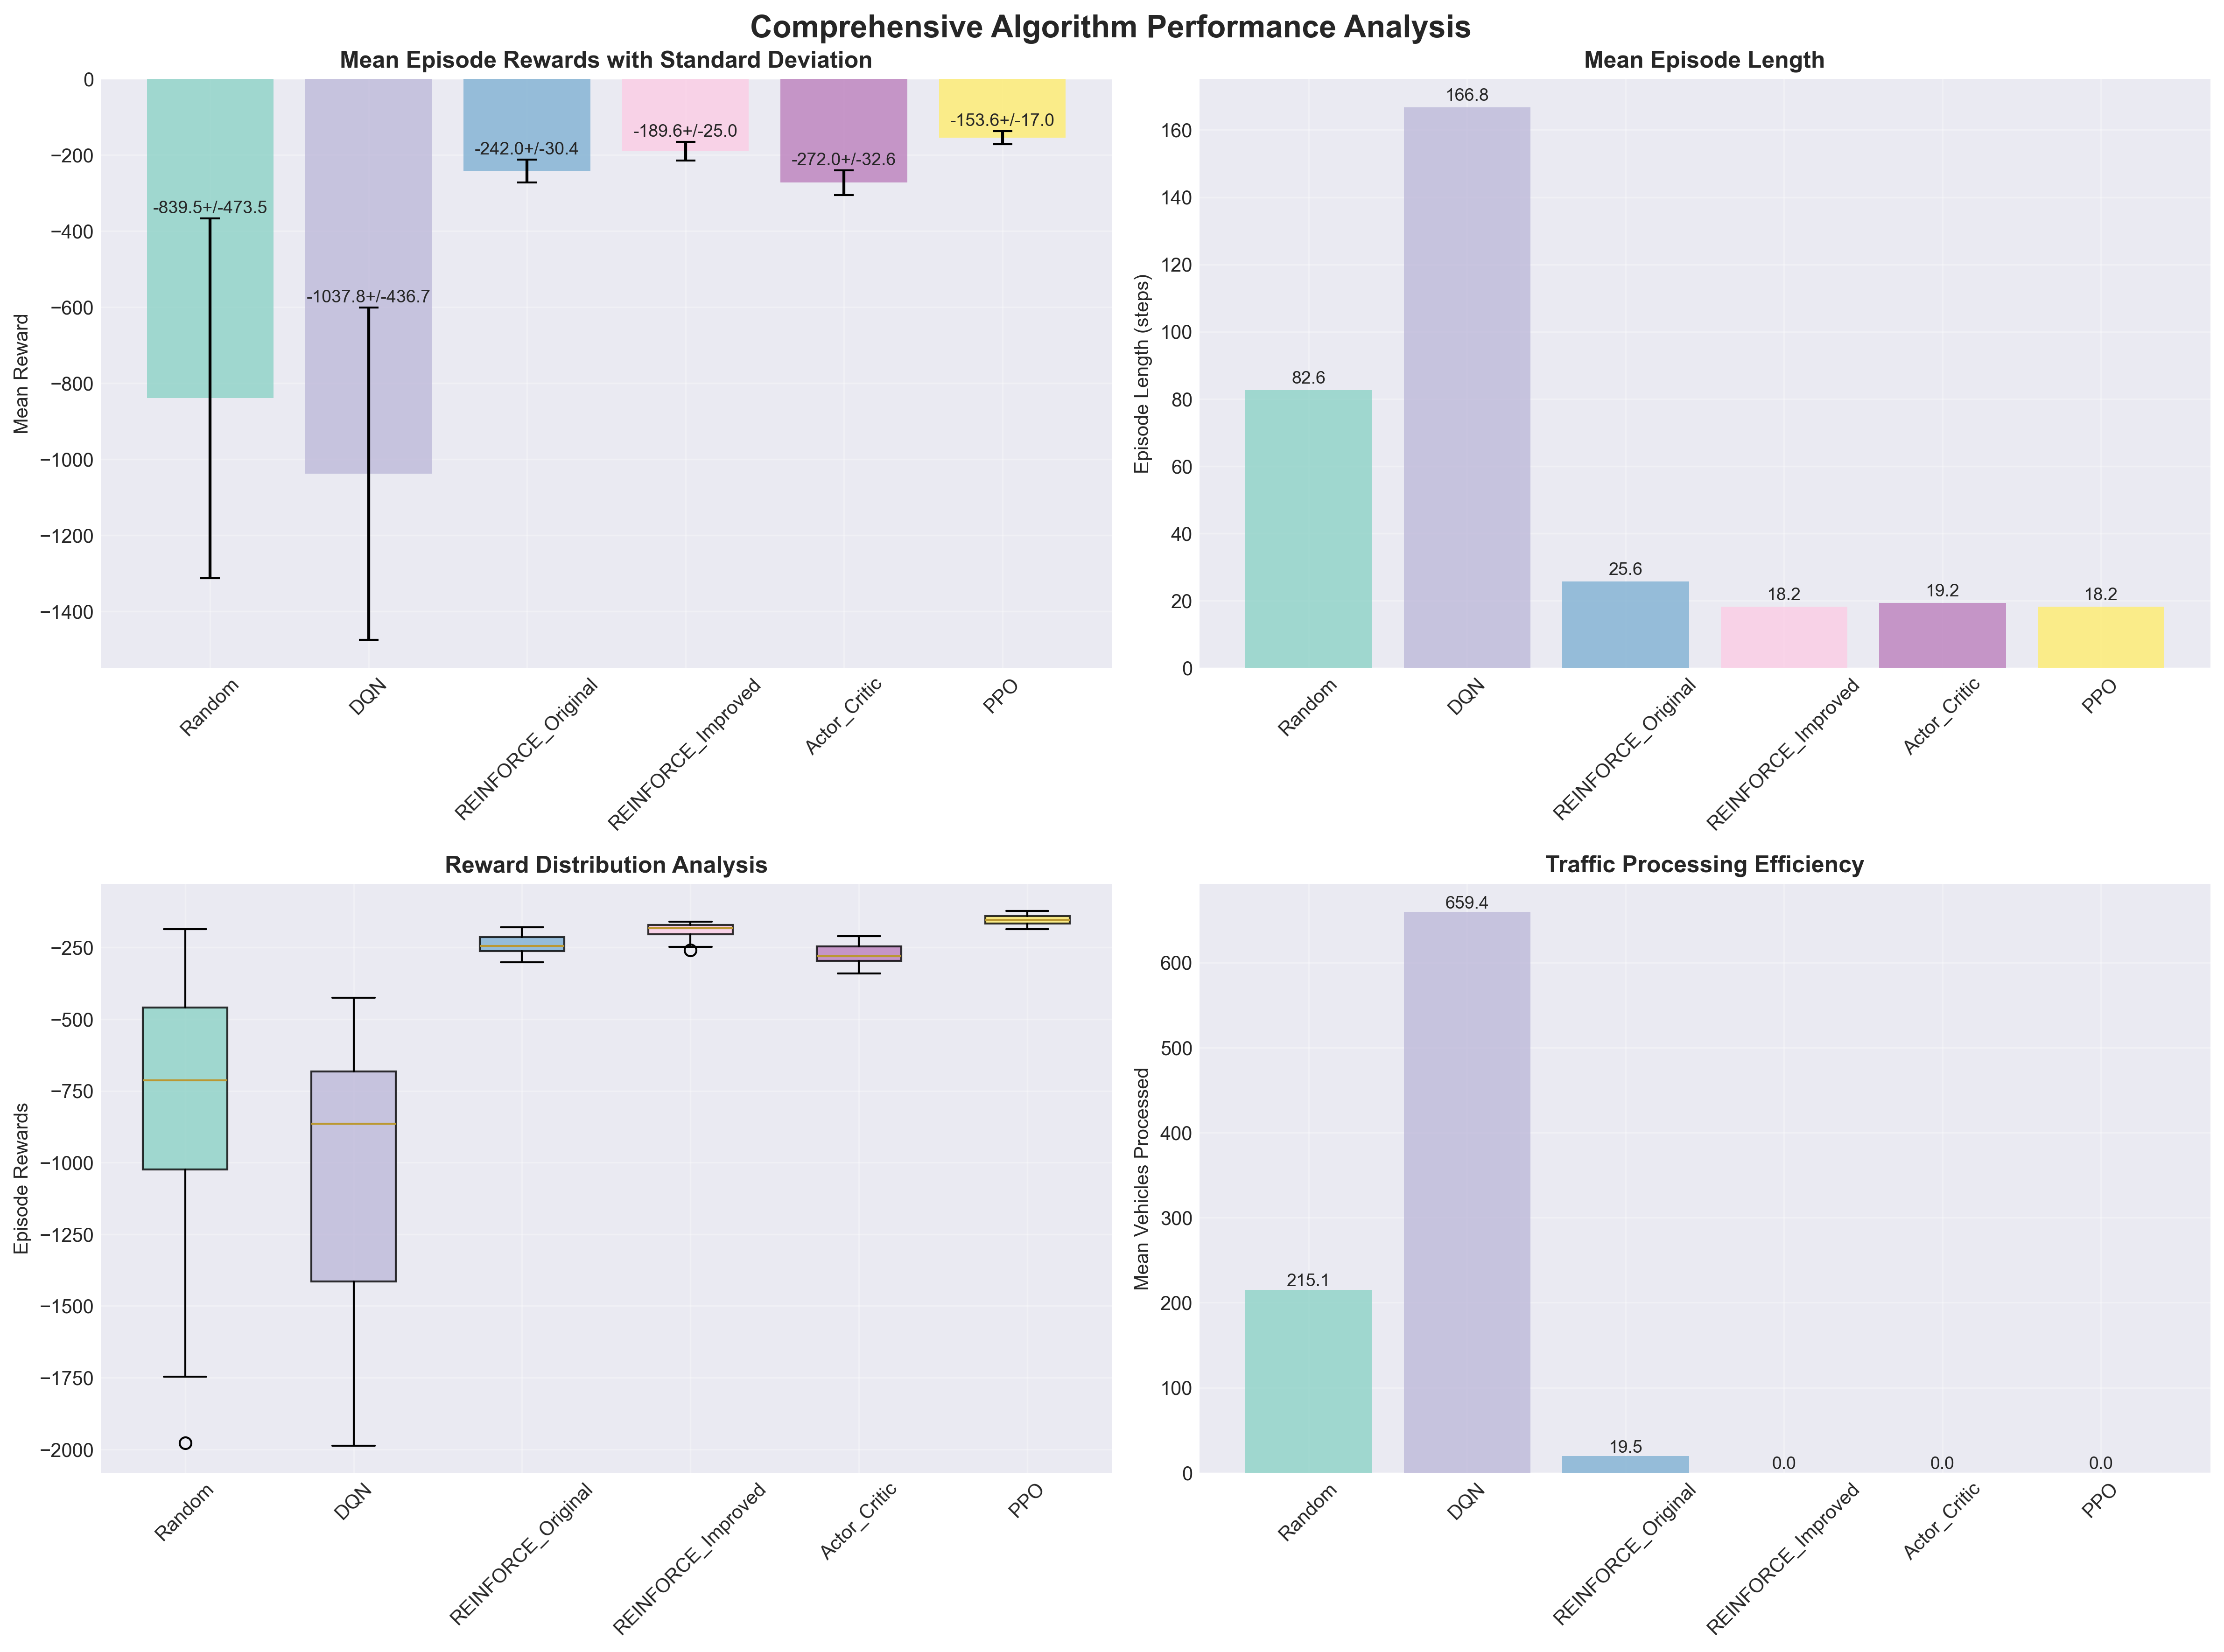 Comprehensive Algorithm Performance Analysis
Mean Episode Rewards with Standard Deviation
Mean Reward
0
−200
−400
−600
−800
−1000
−1200
−1400
-839.5+/-473.5
-1037.8+/-436.7
-242.0+/-30.4
-189.6+/-25.0
-272.0+/-32.6
-153.6+/-17.0
Random
DQN
REINFORCE_Original
REINFORCE_Improved
Actor_Critic
PPO
Mean Episode Length
Episode Length (steps)
160
140
120
100
80
60
40
20
0
82.6
166.8
25.6
18.2
19.2
18.2
Random
DQN
REINFORCE_Original
REINFORCE_Improved
Actor_Critic
PPO
Reward Distribution Analysis
Episode Rewards
−250
−500
−750
−1000
−1250
−1500
−1750
−2000
Random
DQN
REINFORCE_Original
REINFORCE_Improved
Actor_Critic
PPO
Traffic Processing Efficiency
Mean Vehicles Processed
600
500
400
300
200
100
0
215.1
659.4
19.5
0.0
0.0
0.0
Random
DQN
REINFORCE_Original
REINFORCE_Improved
Actor_Critic
PPO